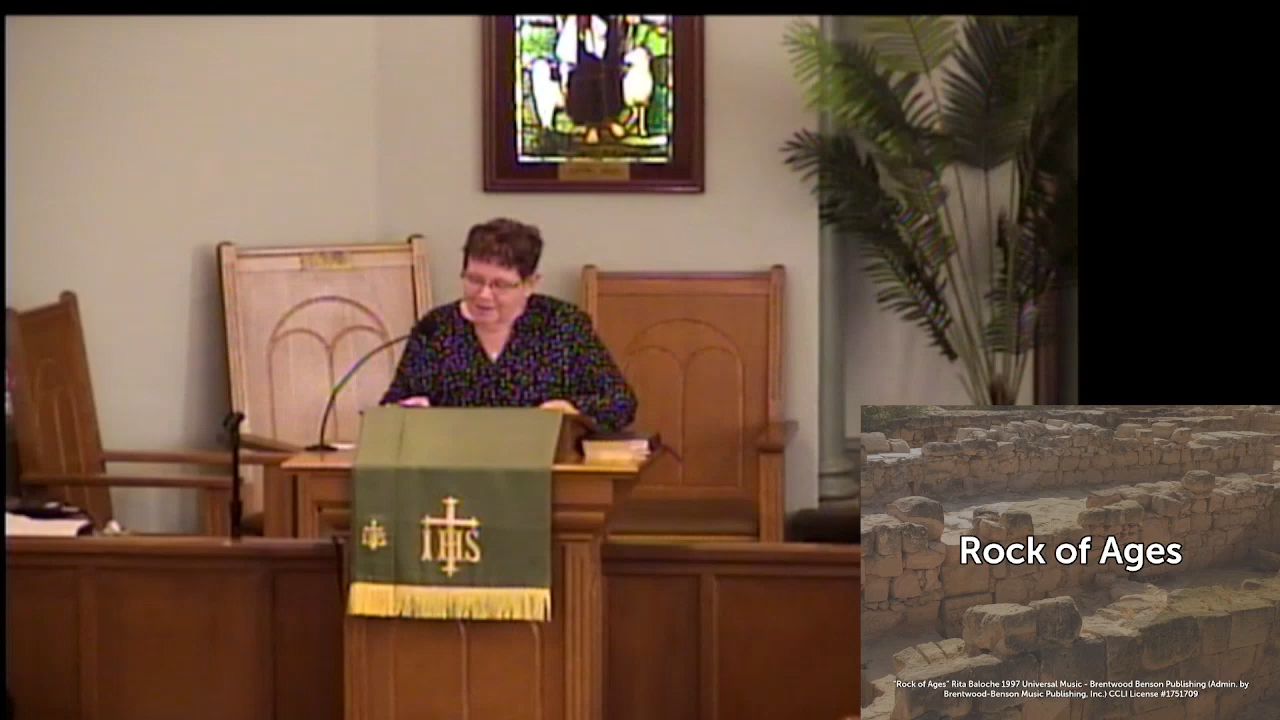 IHS
IHS
Rock of Ages
"Rock of Ages" Rita Baloche 1997 Universal Music - Brentwood Benson Publishing (Admin. by
Brentwood-Benson Music Publishing, Inc.) CCLI License #1751709